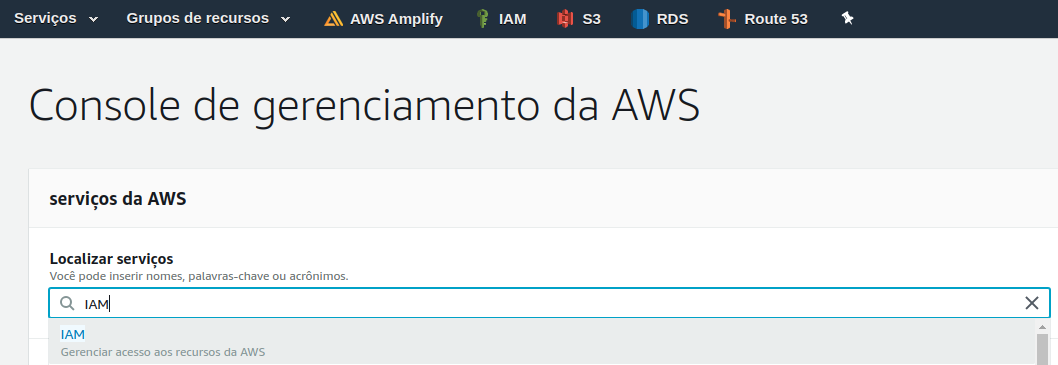 Serviços Grupos de recursos AWS Amplify IAM S3 RDS Route 53
Console de gerenciamento da AWS
serviços da AWS
Localizar serviços
Você pode inserir nomes, palavras-chave ou acrônimos.
IAM
IAM
Gerenciar acesso aos recursos da AWS